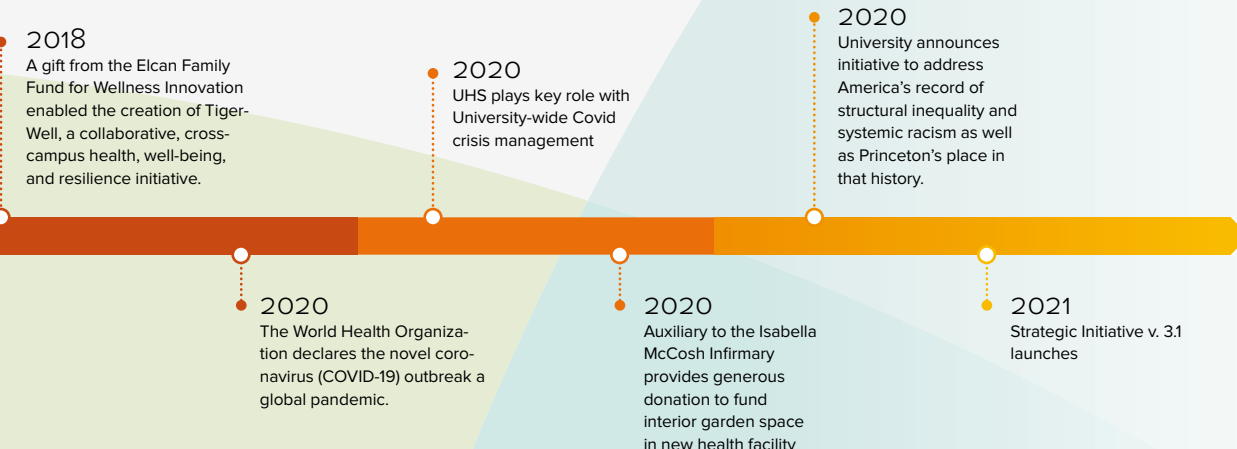 2018
A gift from the Elcan Family
Fund for Wellness Innovation
enabled the creation of Tiger-
Well, a collaborative, cross-
campus health, well-being,
and resilience initiative.
2020
The World Health Organiza-
tion declares the novel coro-
navirus (COVID-19) outbreak a
global pandemic.
2020
UHS plays key role with
University-wide Covid
crisis management
2020
Auxiliary to the Isabella
McCosh Infirmary
provides generous
donation to fund
interior garden space
in new health facility
2020
University announces
initiative to address
America's record of
structural inequality and
systemic racism as well
as Princeton's place in
that history.
2021
Strategic Initiative v. 3.1
launches